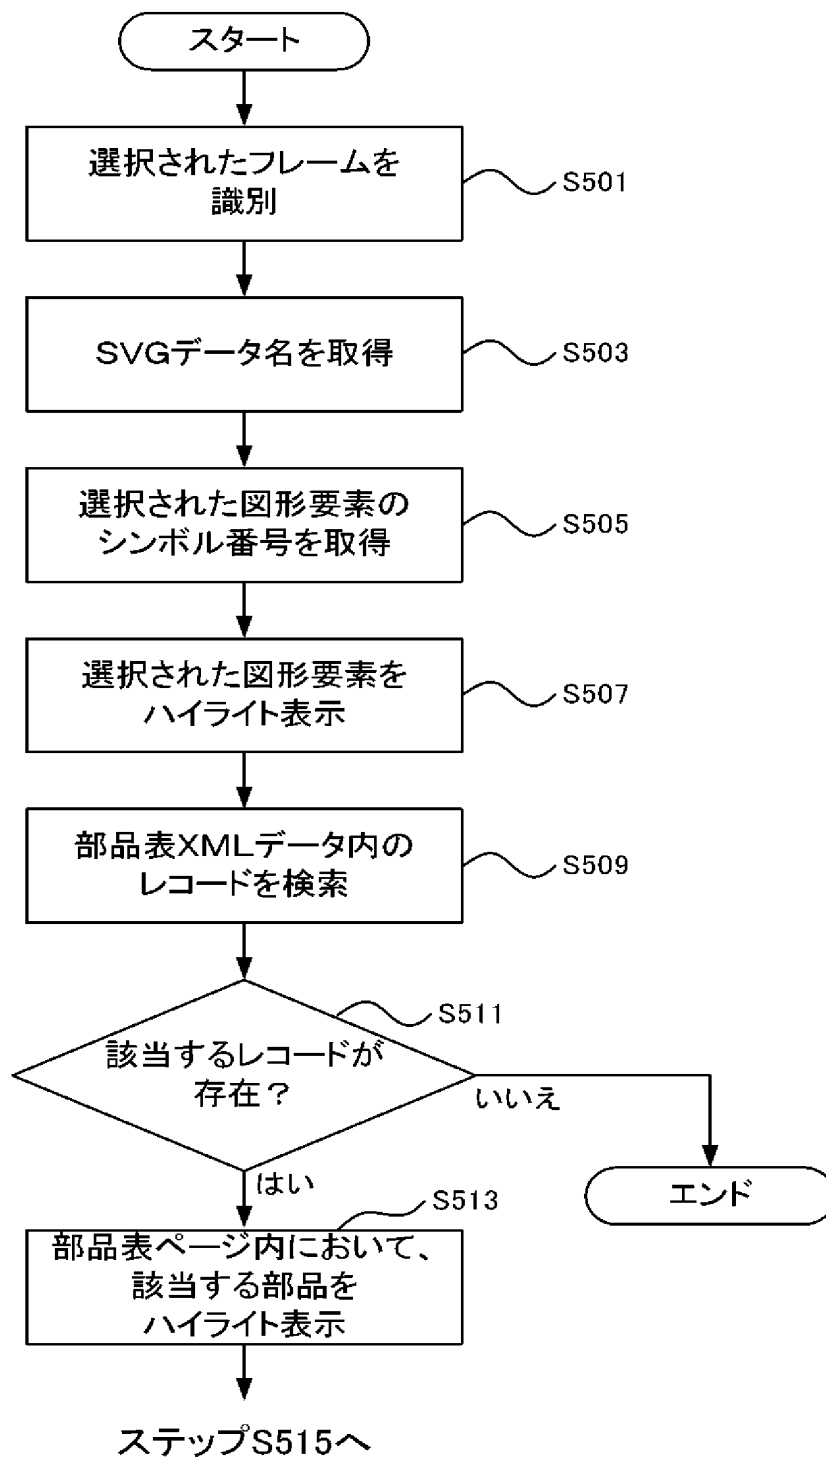 スタート
選択されたフレームを
識別
S501
SVGデータ名を取得
S503
選択された図形要素の
シンボル番号を取得
S505
選択された図形要素を
ハイライト表示
S507
部品表XMLデータ内の
レコードを検索
S509
S511
該当するレコードが
存在?
いいえ
はい
エンド
S513
部品表ページ内において、
該当する部品を
ハイライト表示
ステップS515へ